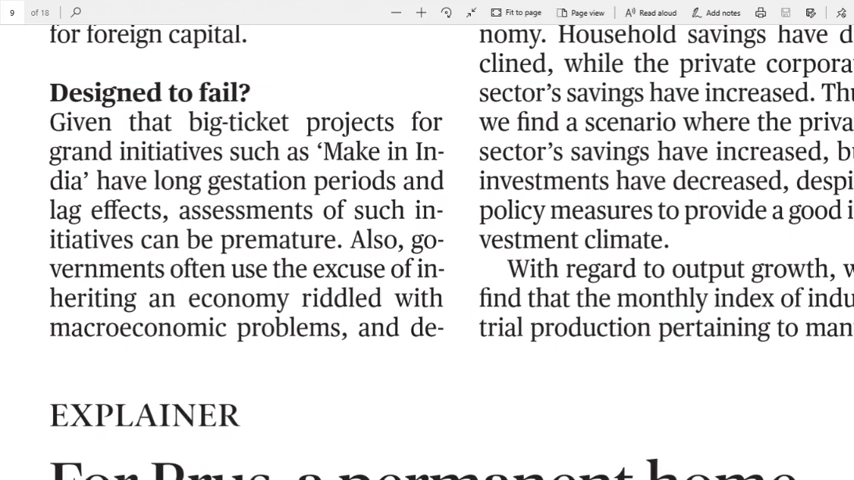 9 of 18 Fit to page Page view Read aloud Add notes
for foreign capital.
Designed to fail?
Given that big-ticket projects for
grand initiatives such as ‘Make in In-
dia’ have long gestation periods and
lag effects, assessments of such in-
itiatives can be premature. Also, go-
vernments often use the excuse of in-
heriting an economy riddled with
macroeconomic problems, and de-
nomy. Household savings have d
clined, while the private corpora
sector’s savings have increased. Thu
we find a scenario where the priva
sector’s savings have increased, bu
investments have decreased, despi
policy measures to provide a good i
vestment climate.
With regard to output growth, w
find that the monthly index of indu
trial production pertaining to man
EXPLAINER
For Brus, a permanent home